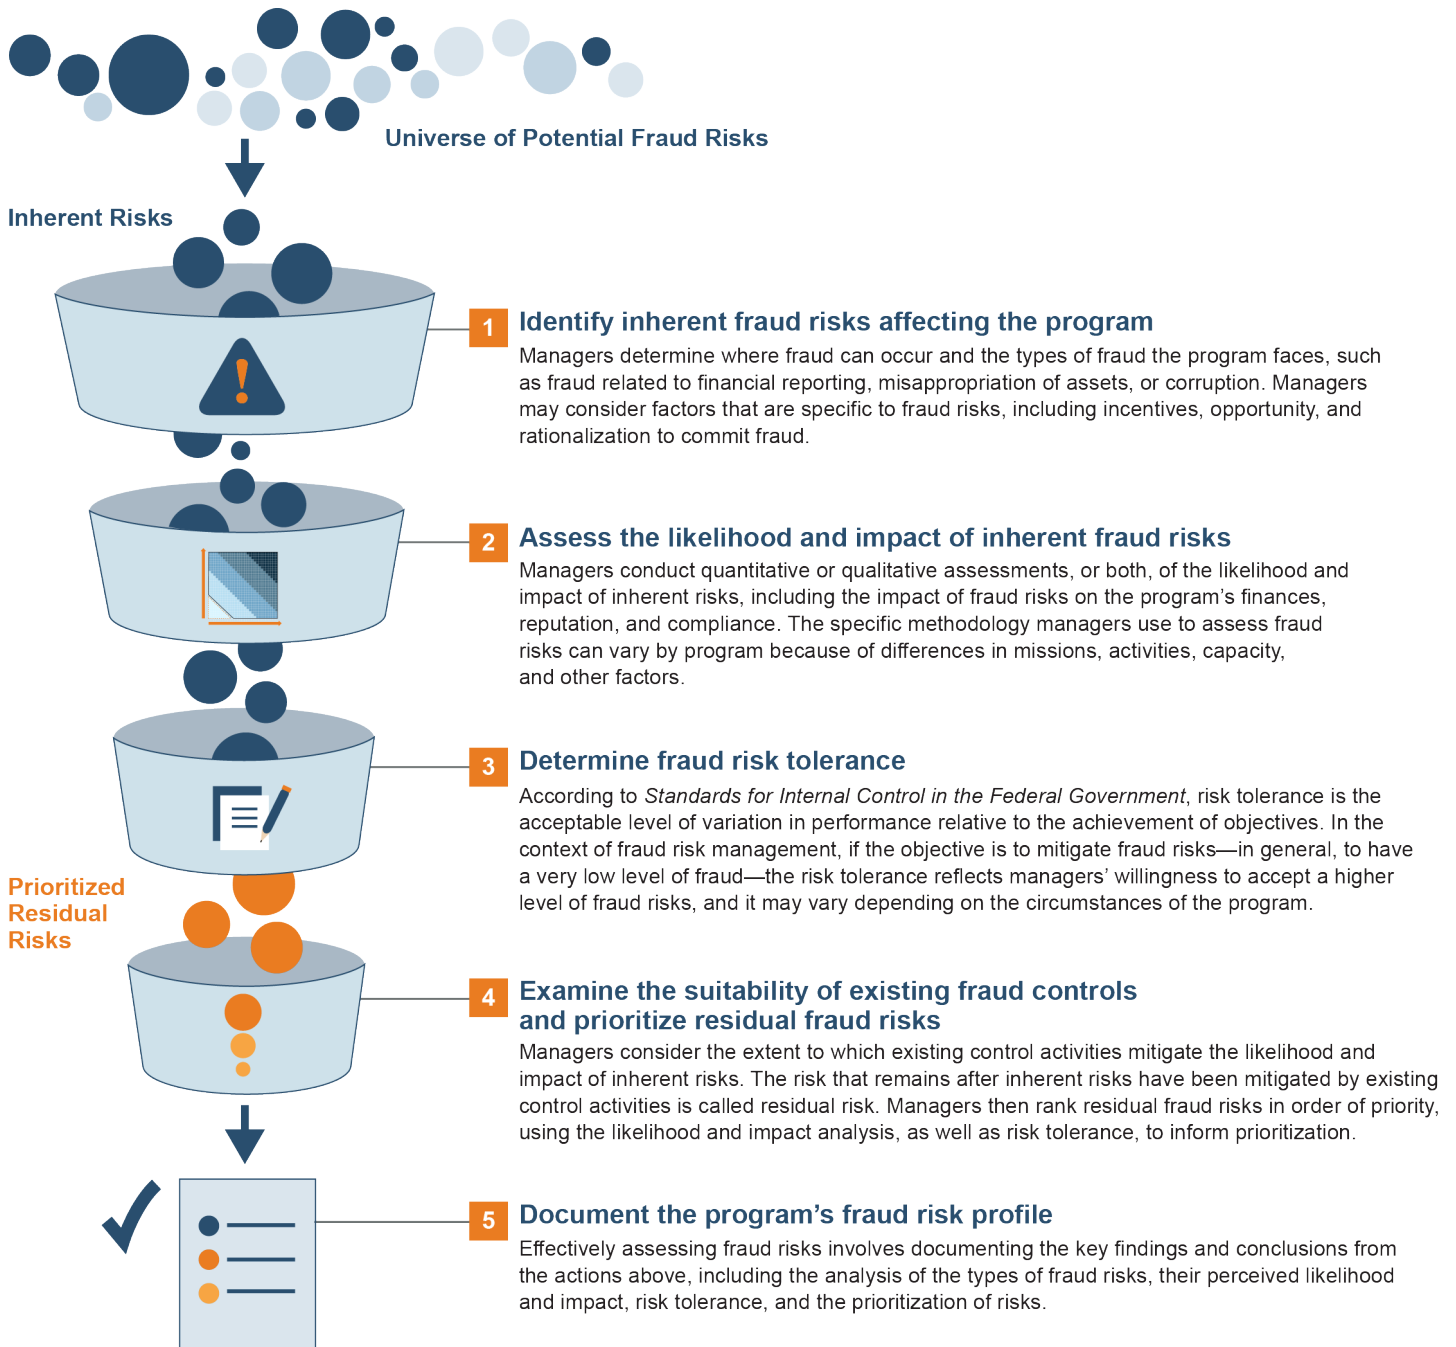 Universe of Potential Fraud Risks
Inherent Risks
1
Identify inherent fraud risks affecting the program
Managers determine where fraud can occur and the types of fraud the program faces, such
as fraud related to financial reporting, misappropriation of assets, or corruption. Managers
may consider factors that are specific to fraud risks, including incentives, opportunity, and
rationalization to commit fraud.
2
Assess the likelihood and impact of inherent fraud risks
Managers conduct quantitative or qualitative assessments, or both, of the likelihood and
impact of inherent risks, including the impact of fraud risks on the program’s finances,
reputation, and compliance. The specific methodology managers use to assess fraud
risks can vary by program because of differences in missions, activities, capacity,
and other factors.
3
Determine fraud risk tolerance
According to Standards for Internal Control in the Federal Government, risk tolerance is the
acceptable level of variation in performance relative to the achievement of objectives. In the
context of fraud risk management, if the objective is to mitigate fraud risks—in general, to have
a very low level of fraud—the risk tolerance reflects managers’ willingness to accept a higher
level of fraud risks, and it may vary depending on the circumstances of the program.
Prioritized
Residual
Risks
4
Examine the suitability of existing fraud controls
and prioritize residual fraud risks
Managers consider the extent to which existing control activities mitigate the likelihood and
impact of inherent risks. The risk that remains after inherent risks have been mitigated by existing
control activities is called residual risk. Managers then rank residual fraud risks in order of priority,
using the likelihood and impact analysis, as well as risk tolerance, to inform prioritization.
5
Document the program’s fraud risk profile
Effectively assessing fraud risks involves documenting the key findings and conclusions from
the actions above, including the analysis of the types of fraud risks, their perceived likelihood
and impact, risk tolerance, and the prioritization of risks.